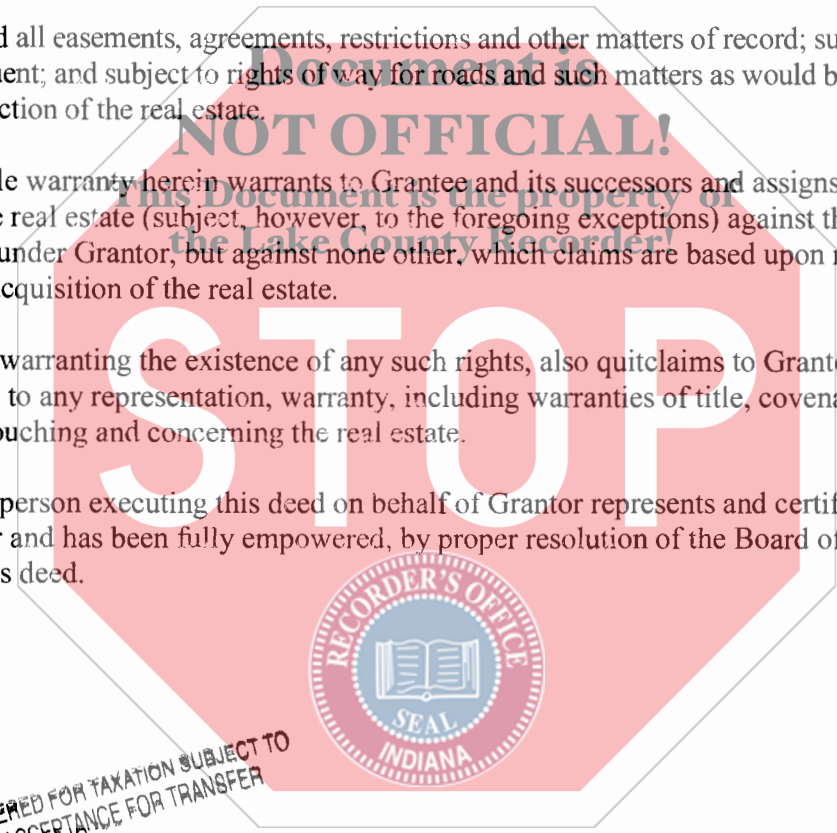 d all easements, agreements, restrictions and other matters of record; su
ent; and subject to rights of way for roads and such matters as would b
ction of the real estate.
Document is
NOT OFFICIAL!
This Document is the property of
the Lake County Recorder!
le warranty herein warrants to Grantee and its successors and assigns
e real estate (subject, however, to the foregoing exceptions) against th
under Grantor, but against none other, which claims are based upon
cquisition of the real estate.
STOP
warranting the existence of any such rights, also quitclaims to Grant
to any representation, warranty, including warranties of title, covena
ouching and concerning the real estate.
person executing this deed on behalf of Grantor represents and certif
r and has been fully empowered, by proper resolution of the Board of
s deed.
RECORDER'S OFFICE
SEAL
INDIANA
ERED FOR TAXATION SUBJECT TO
ACCEPTANCE FOR TRANSFER